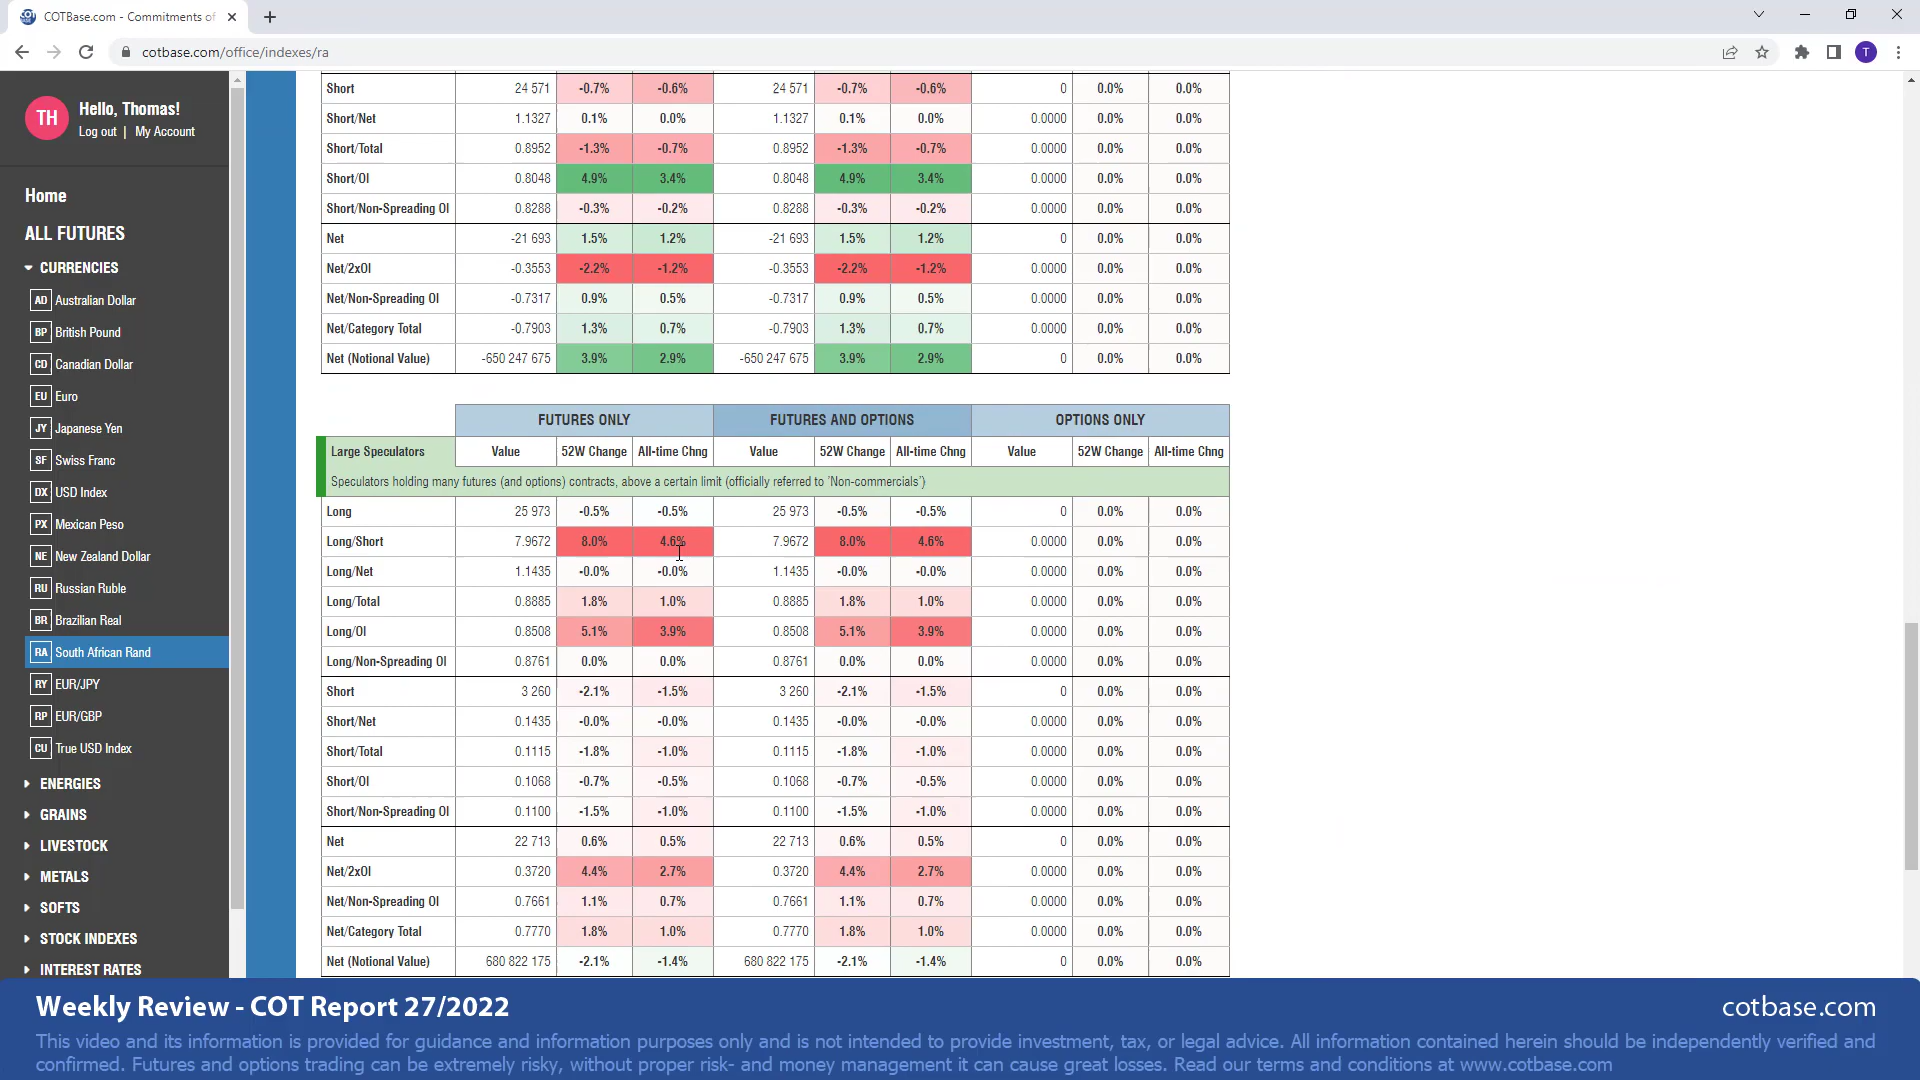 COTBase.com - Commitments of
cotbase.com/office/indexes/ra
T
TH
Hello, Thomas!
Log out | My Account
Home
ALL FUTURES
CURRENCIES
AD Australian Dollar
BP British Pound
CD Canadian Dollar
EU Euro
JY Japanese Yen
SF Swiss Franc
DX USD Index
PX Mexican Peso
NE New Zealand Dollar
RU Russian Ruble
BR Brazilian Real
RA South African Rand
RY EUR/JPY
RP EUR/GBP
CU True USD Index
ENERGIES
GRAINS
LIVESTOCK
METALS
SOFTS
STOCK INDEXES
INTEREST RATES
Short 24 571 -0.7% -0.6% 24 571 -0.7% -0.6% 0 0.0% 0.0%
Short/Net 1.1327 0.1% 0.0% 1.1327 0.1% 0.0% 0.0000 0.0% 0.0%
Short/Total 0.8952 -1.3% -0.7% 0.8952 -1.3% -0.7% 0.0000 0.0% 0.0%
Short/OI 0.8048 4.9% 3.4% 0.8048 4.9% 3.4% 0.0000 0.0% 0.0%
Short/Non-Spreading OI 0.8288 -0.3% -0.2% 0.8288 -0.3% -0.2% 0.0000 0.0% 0.0%
Net -21 693 1.5% 1.2% -21 693 1.5% 1.2% 0 0.0% 0.0%
Net/2xOI -0.3553 -2.2% -1.2% -0.3553 -2.2% -1.2% 0.0000 0.0% 0.0%
Net/Non-Spreading OI -0.7317 0.9% 0.5% -0.7317 0.9% 0.5% 0.0000 0.0% 0.0%
Net/Category Total -0.7903 1.3% 0.7% -0.7903 1.3% 0.7% 0.0000 0.0% 0.0%
Net (Notional Value) -650 247 675 3.9% 2.9% -650 247 675 3.9% 2.9% 0 0.0% 0.0%
FUTURES ONLY FUTURES AND OPTIONS OPTIONS ONLY
Large Speculators Value 52W Change All-time Chng Value 52W Change All-time Chng Value 52W Change All-time Chng
Speculators holding many futures (and options) contracts, above a certain limit (officially referred to 'Non-commercials')
Long 25 973 -0.5% -0.5% 25 973 -0.5% -0.5% 0 0.0% 0.0%
Long/Short 7.9672 8.0% 4.6% 7.9672 8.0% 4.6% 0.0000 0.0% 0.0%
Long/Net 1.1435 -0.0% -0.0% 1.1435 -0.0% -0.0% 0.0000 0.0% 0.0%
Long/Total 0.8885 1.8% 1.0% 0.8885 1.8% 1.0% 0.0000 0.0% 0.0%
Long/OI 0.8508 5.1% 3.9% 0.8508 5.1% 3.9% 0.0000 0.0% 0.0%
Long/Non-Spreading OI 0.8761 0.0% 0.0% 0.8761 0.0% 0.0% 0.0000 0.0% 0.0%
Short 3 260 -2.1% -1.5% 3 260 -2.1% -1.5% 0 0.0% 0.0%
Short/Net 0.1435 -0.0% -0.0% 0.1435 -0.0% -0.0% 0.0000 0.0% 0.0%
Short/Total 0.1115 -1.8% -1.0% 0.1115 -1.8% -1.0% 0.0000 0.0% 0.0%
Short/OI 0.1068 -0.7% -0.5% 0.1068 -0.7% -0.5% 0.0000 0.0% 0.0%
Short/Non-Spreading OI 0.1100 -1.5% -1.0% 0.1100 -1.5% -1.0% 0.0000 0.0% 0.0%
Net 22 713 0.6% 0.5% 22 713 0.6% 0.5% 0 0.0% 0.0%
Net/2xOI 0.3720 4.4% 2.7% 0.3720 4.4% 2.7% 0.0000 0.0% 0.0%
Net/Non-Spreading OI 0.7661 1.1% 0.7% 0.7661 1.1% 0.7% 0.0000 0.0% 0.0%
Net/Category Total 0.7770 1.8% 1.0% 0.7770 1.8% 1.0% 0.0000 0.0% 0.0%
Net (Notional Value) 680 822 175 -2.1% -1.4% 680 822 175 -2.1% -1.4% 0 0.0% 0.0%
Weekly Review - COT Report 27/2022 cotbase.com
This video and its information is provided for guidance and information purposes only and is not intended to provide investment, tax, or legal advice. All information contained herein should be independently verified and
confirmed. Futures and options trading can be extremely risky, without proper risk- and money management it can cause great losses. Read our terms and conditions at www.cotbase.com